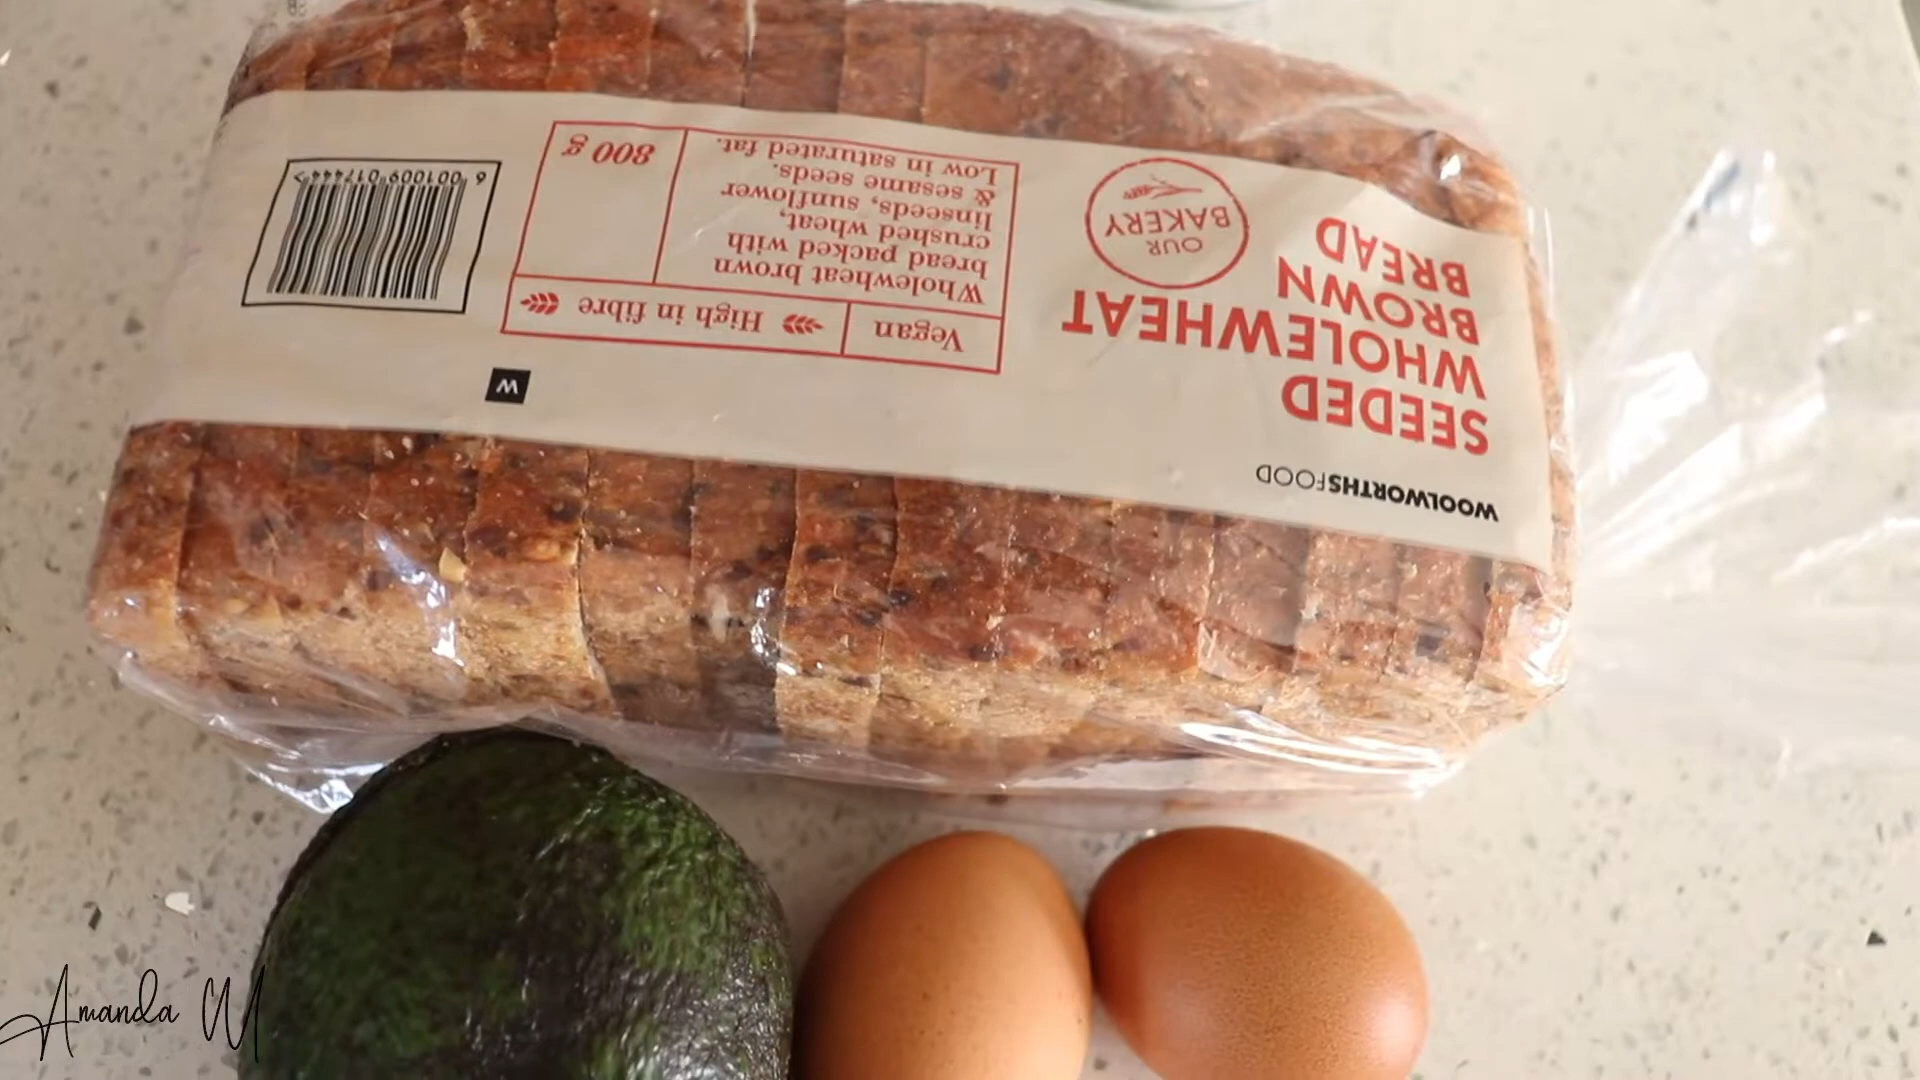 WOOLWORTHSFOOD
SEEDED
WHOLEWHEAT
BROWN
BREAD
OUR
BAKERY
Vegan
High in fibre
Wholewheat brown
bread packed with
crushed wheat,
linseeds, sunflower
& sesame seeds.
Low in saturated fat.
800 g
W
6 001009 017444 >
Amanda W